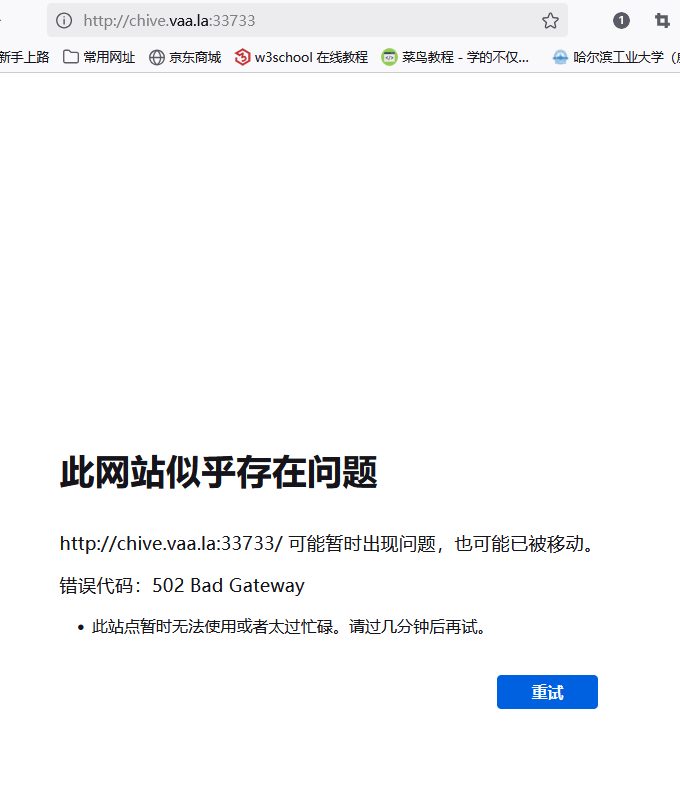 http://chive.vaa.la:33733
1
新手上路 常用网址 京东商城 w3school 在线教程 菜鸟教程 - 学的不仅... 哈尔滨工业大学（
此网站似乎存在问题
http://chive.vaa.la:33733/ 可能暂时出现问题，也可能已被移动。
错误代码：502 Bad Gateway
• 此站点暂时无法使用或者太过忙碌。请过几分钟后再试。
重试